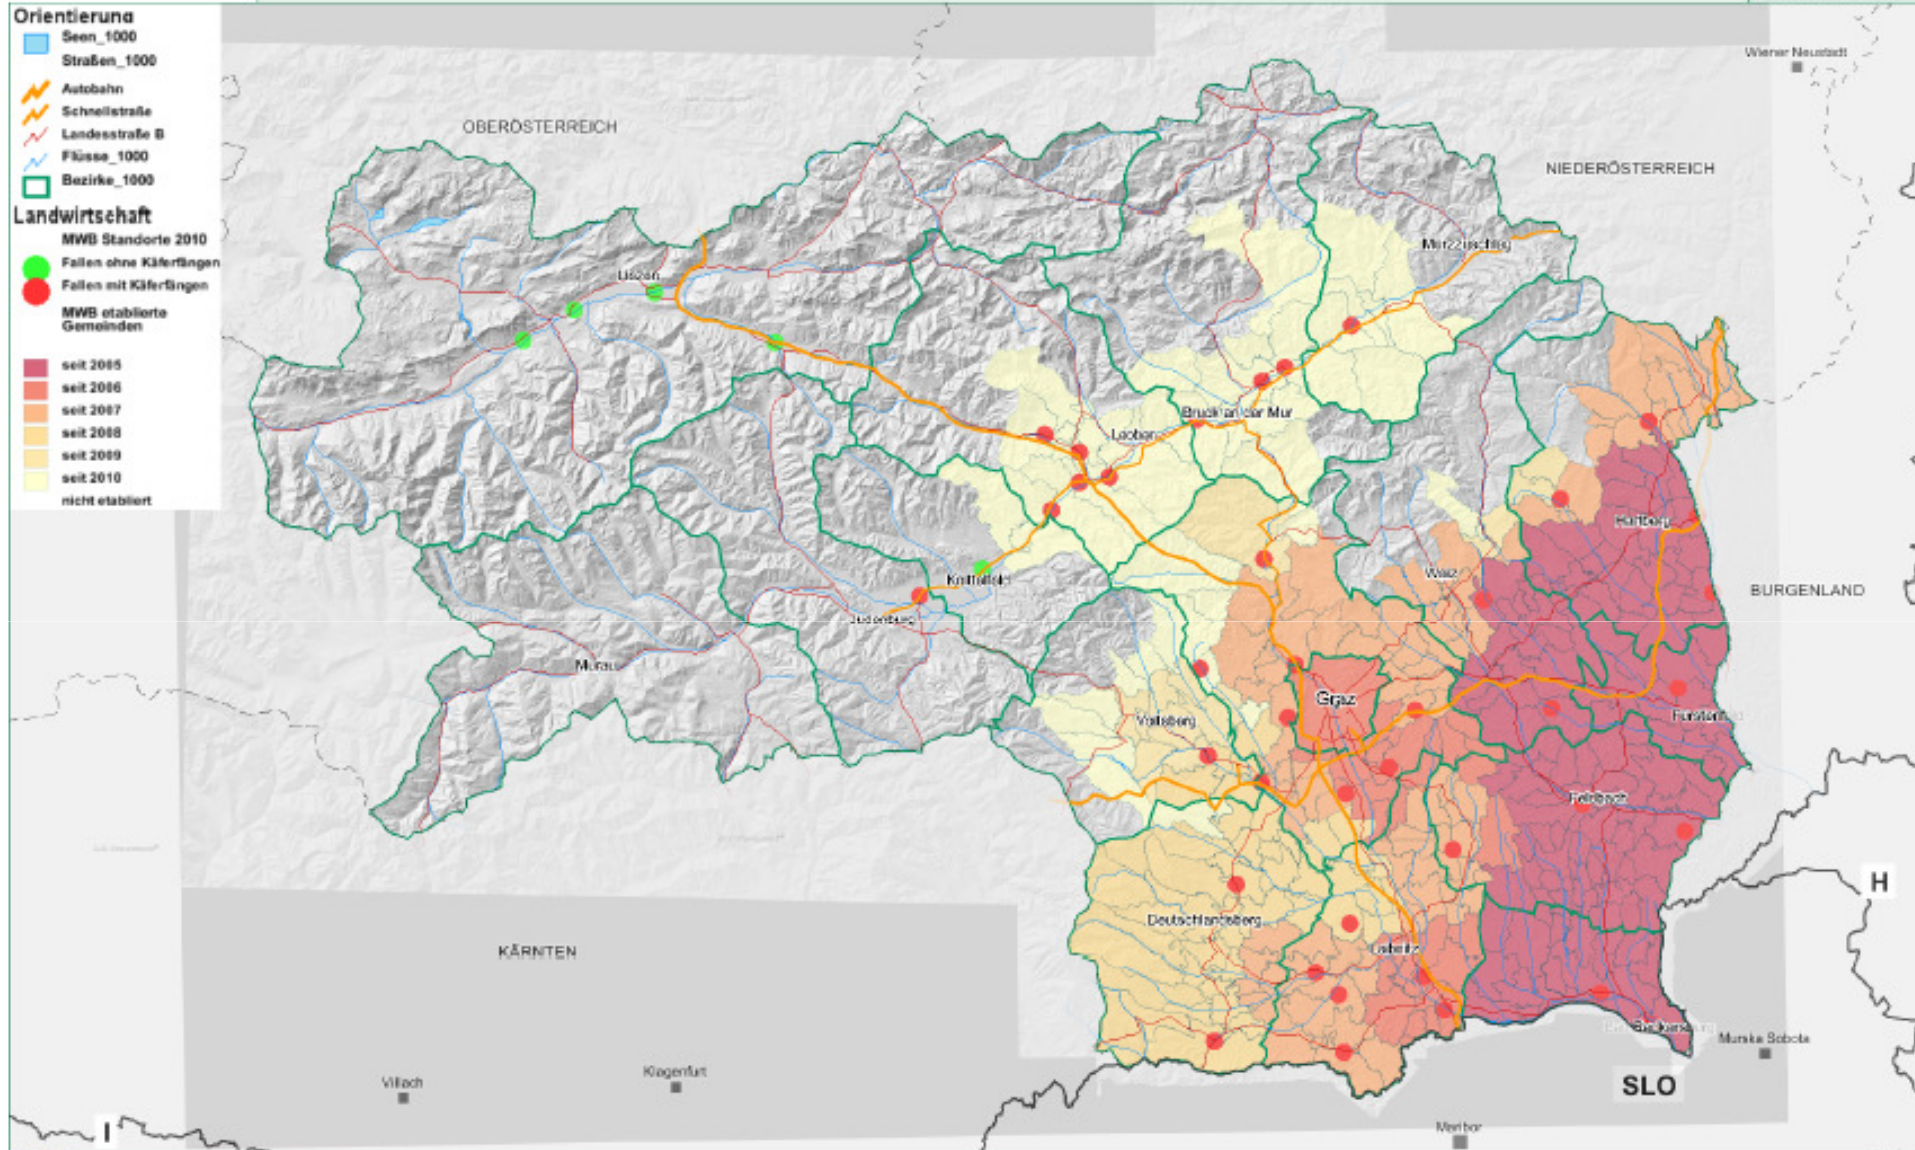 Orientierung
Seen_1000
Straßen_1000
Autobahn
Schnellstraße
Landesstraße B
Flüsse_1000
Bezirke_1000
Landwirtschaft
MWB Standorte 2010
Fallen ohne Käferfängen
Fallen mit Käferfängen
MWB etablierte
Gemeinden
seit 2005
seit 2006
seit 2007
seit 2008
seit 2009
seit 2010
nicht etabliert
Wiener Neustadt
OBERÖSTERREICH
NIEDERÖSTERREICH
Mürzzuschlag
Liezen
Bruck an der Mur
Leoben
Hartberg
Weiz
Knittelfeld
BURGENLAND
Judenburg
Murau
Graz
Voitsberg
Fürstenfeld
Feldbach
H
Deutschlandsberg
Leibnitz
KÄRNTEN
Murska Sobota
Klagenfurt
Villach
SLO
Maribor
I